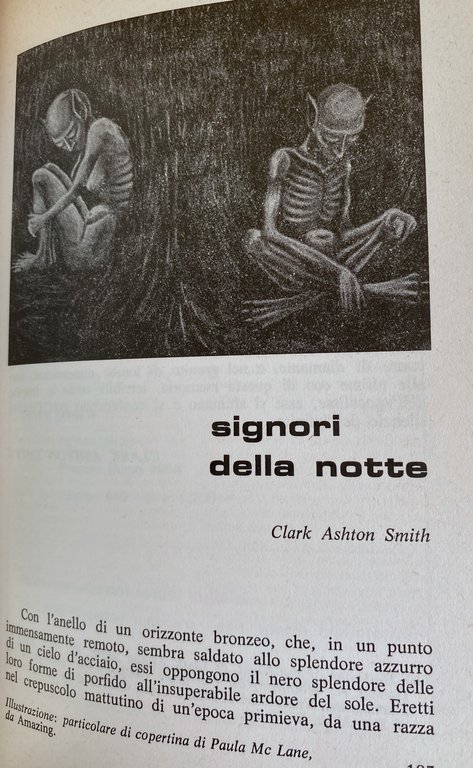 signori
della notte
Clark Ashton Smith
Con l'anello di un orizzonte bronzeo, che, in un punto
immensamente remoto, sembra saldato allo splendore azzurro
di un cielo d'acciaio, essi oppongono il nero splendore delle
loro forme di porfido all'insuperabile ardore del sole. Eretti
nel crepuscolo mattutino di un'epoca primieva, da una razza
Illustrazione: particolare di copertina di Paula Mc Lane,
da Amazing.